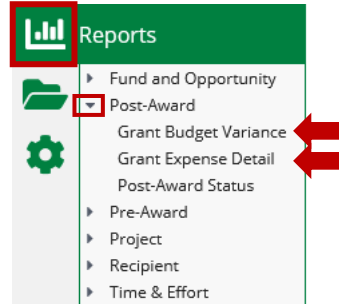 Reports
Fund and Opportunity
Post-Award
Grant Budget Variance
Grant Expense Detail
Post-Award Status
Pre-Award
Project
Recipient
Time & Effort